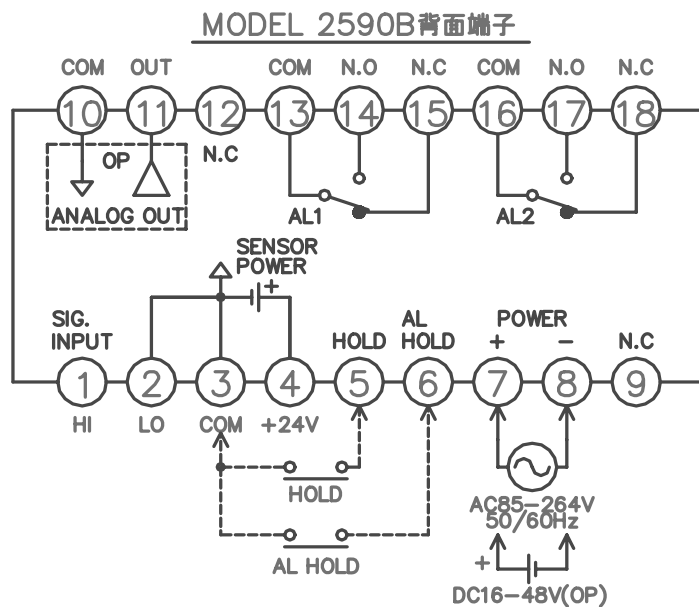 MODEL 2590B背面端子
COM OUT COM N.O N.C COM N.O N.C
10 11 12 13 14 15 16 17 18
OP
N.C
ANALOG OUT
AL1
AL2
SENSOR
POWER
+
SIG.
INPUT
HOLD
AL
HOLD
POWER
+ −
N.C
1 2 3 4 5 6 7 8 9
HI LO COM +24V
HOLD
AL HOLD
AC85-264V
50/60Hz
+
DC16-48V(OP)